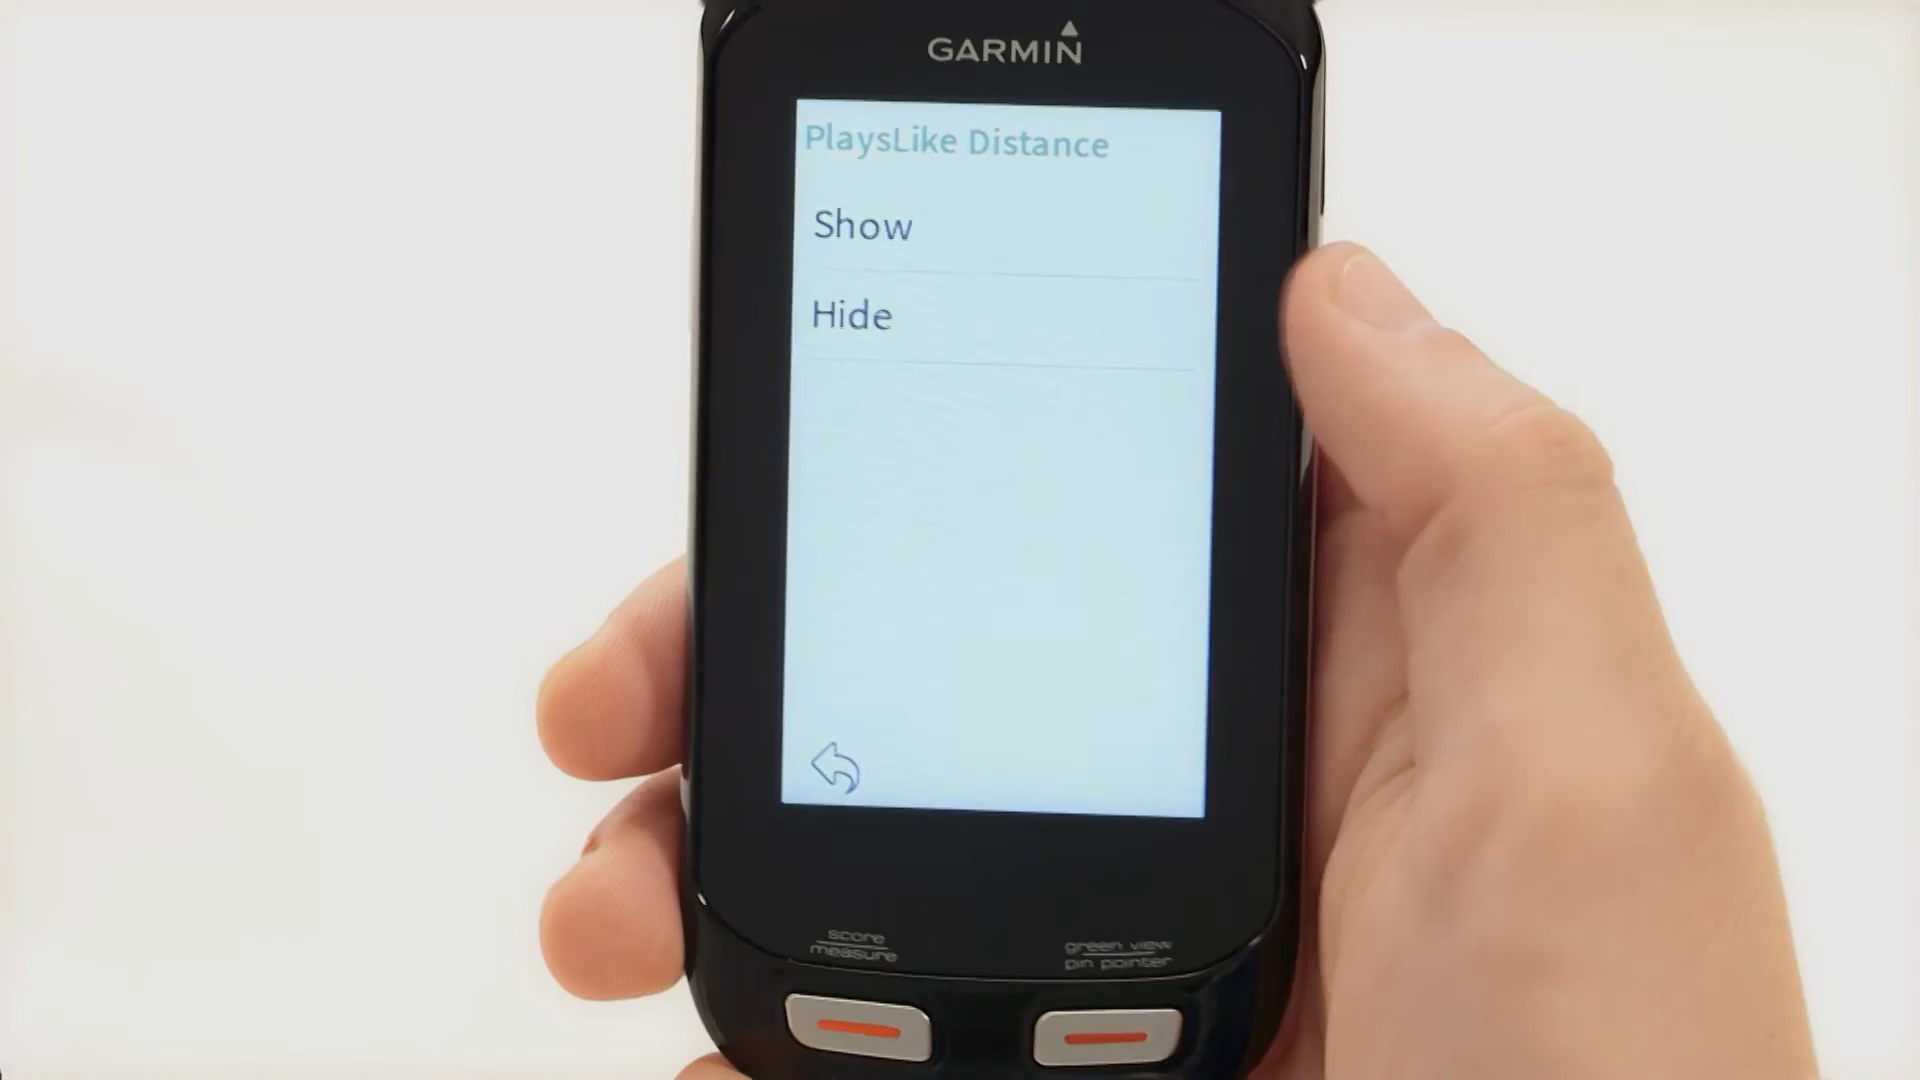 GARMIN
PlaysLike Distance
Show
Hide
score
measure
green view
pin pointer